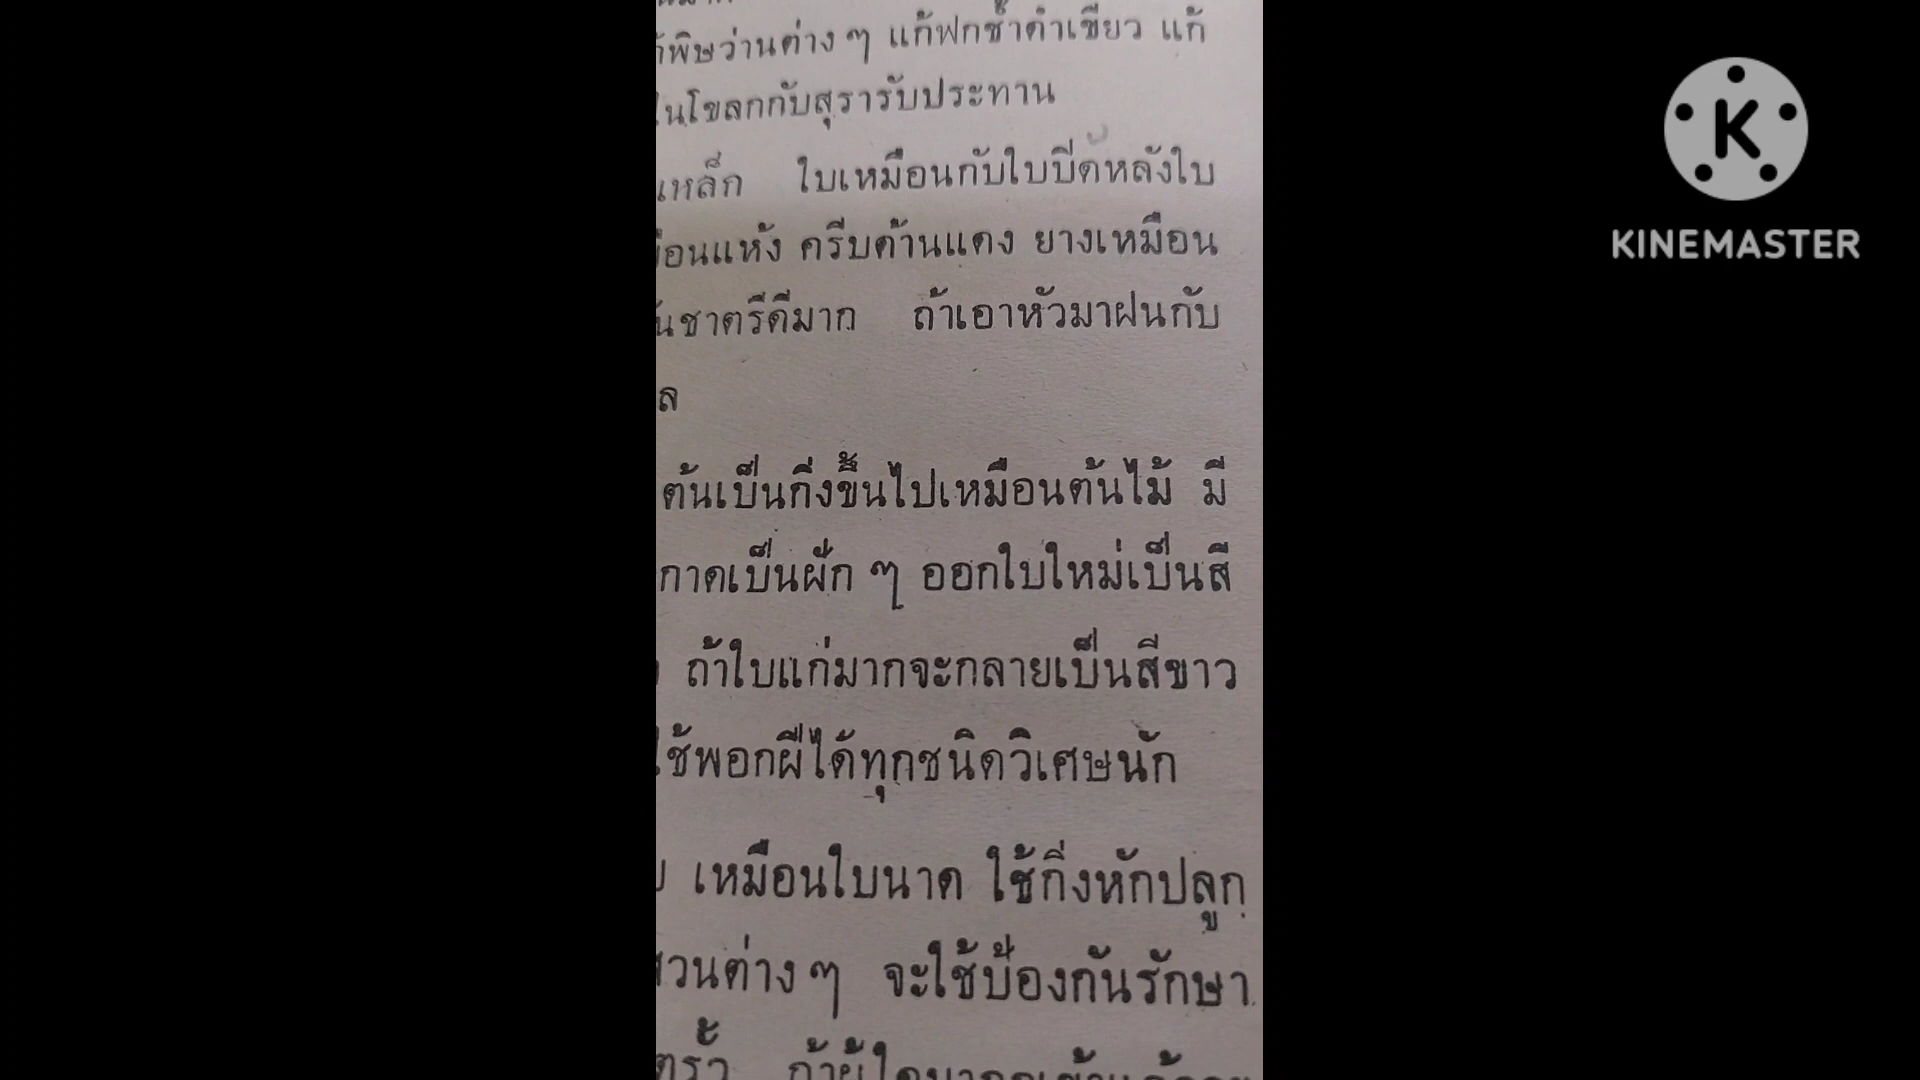 พิษว่านต่าง ๆ แก้ฟกช้ำดำเขียว แก้
ในโขลกกับสุรารับประทาน
เหล็ก ใบเหมือนกับใบปีดหลังใบ
แห้ง ครีบด้านแดง ยางเหมือน
ชาตรีดีมาก ถ้าเอาหัวมาฝนกับ
ล
ต้นเป็นกิ่งขึ้นไปเหมือนต้นไม้ มี
กาดเป็นฝัก ๆ ออกใบใหม่เป็นสี
ถ้าใบแก่มากจะกลายเป็นสีขาว
ใช้พอกฝีได้ทุกชนิดวิเศษนัก
เหมือนใบนาด ใช้กิ่งหักปลูก
สวนต่าง ๆ จะใช้ป้องกันรักษา
K
KINEMASTER